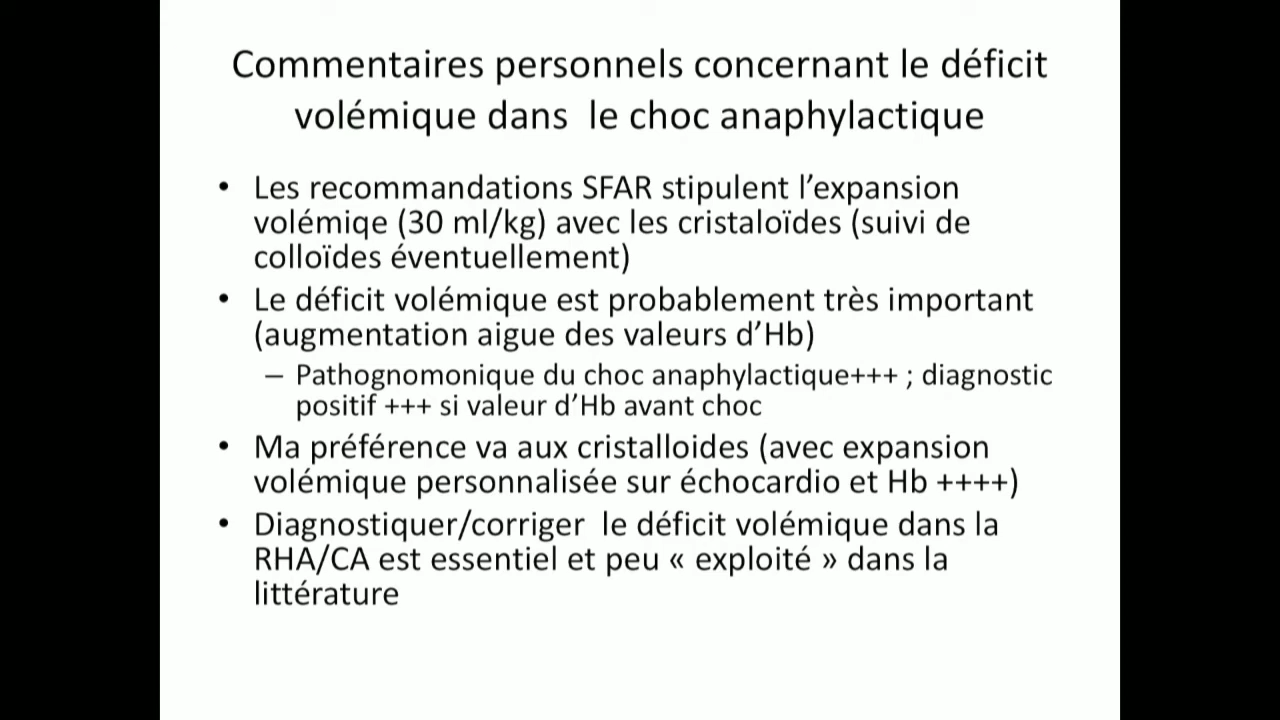 Commentaires personnels concernant le déficit
volémique dans  le choc anaphylactique
• Les recommandations SFAR stipulent l’expansion
volémiqe (30 ml/kg) avec les cristaloïdes (suivi de
colloïdes éventuellement)
• Le déficit volémique est probablement très important
(augmentation aigue des valeurs d’Hb)
– Pathognomonique du choc anaphylactique+++ ; diagnostic
positif +++ si valeur d’Hb avant choc
• Ma préférence va aux cristalloides (avec expansion
volémique personnalisée sur échocardio et Hb ++++)
• Diagnostiquer/corriger  le déficit volémique dans la
RHA/CA est essentiel et peu « exploité » dans la
littérature